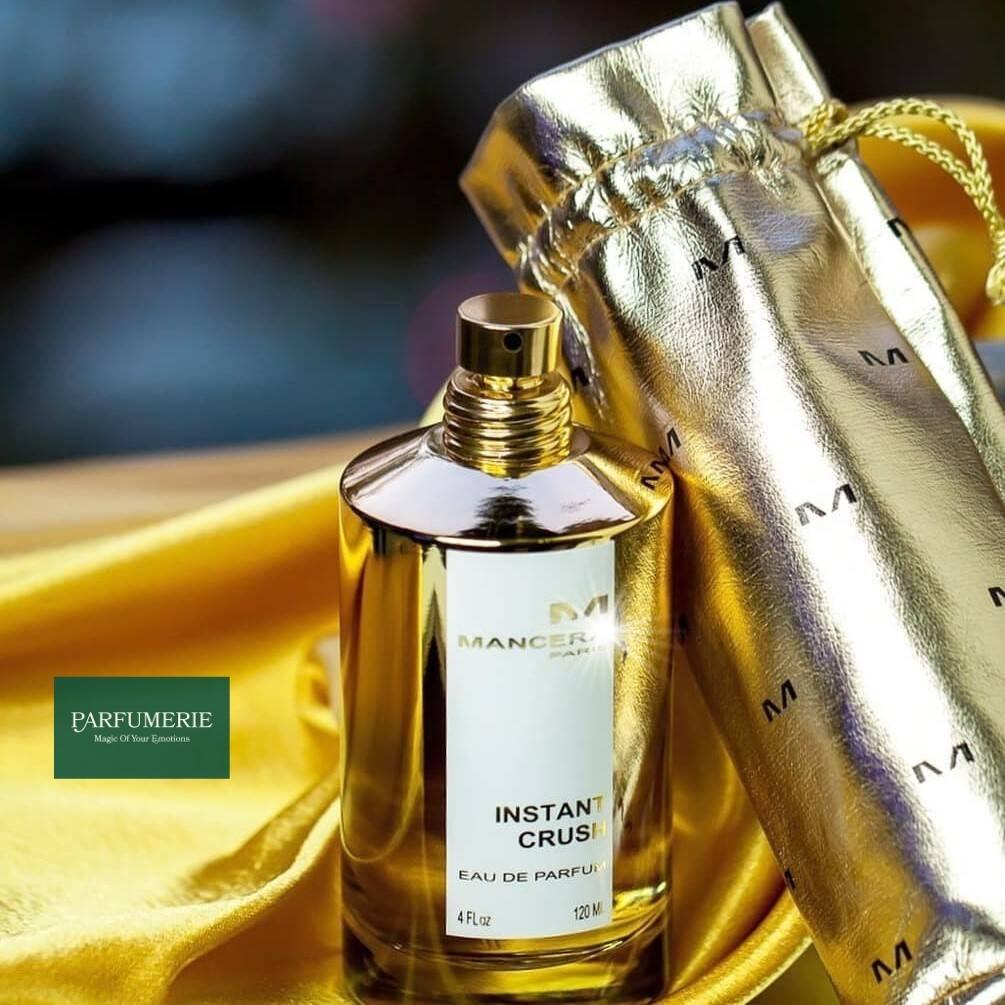 MANCERA
PARIS
PARFUMERIE
Magic Of Your Emotions
INSTANT
CRUSH
EAU DE PARFUM
4 FL oz 120 ML